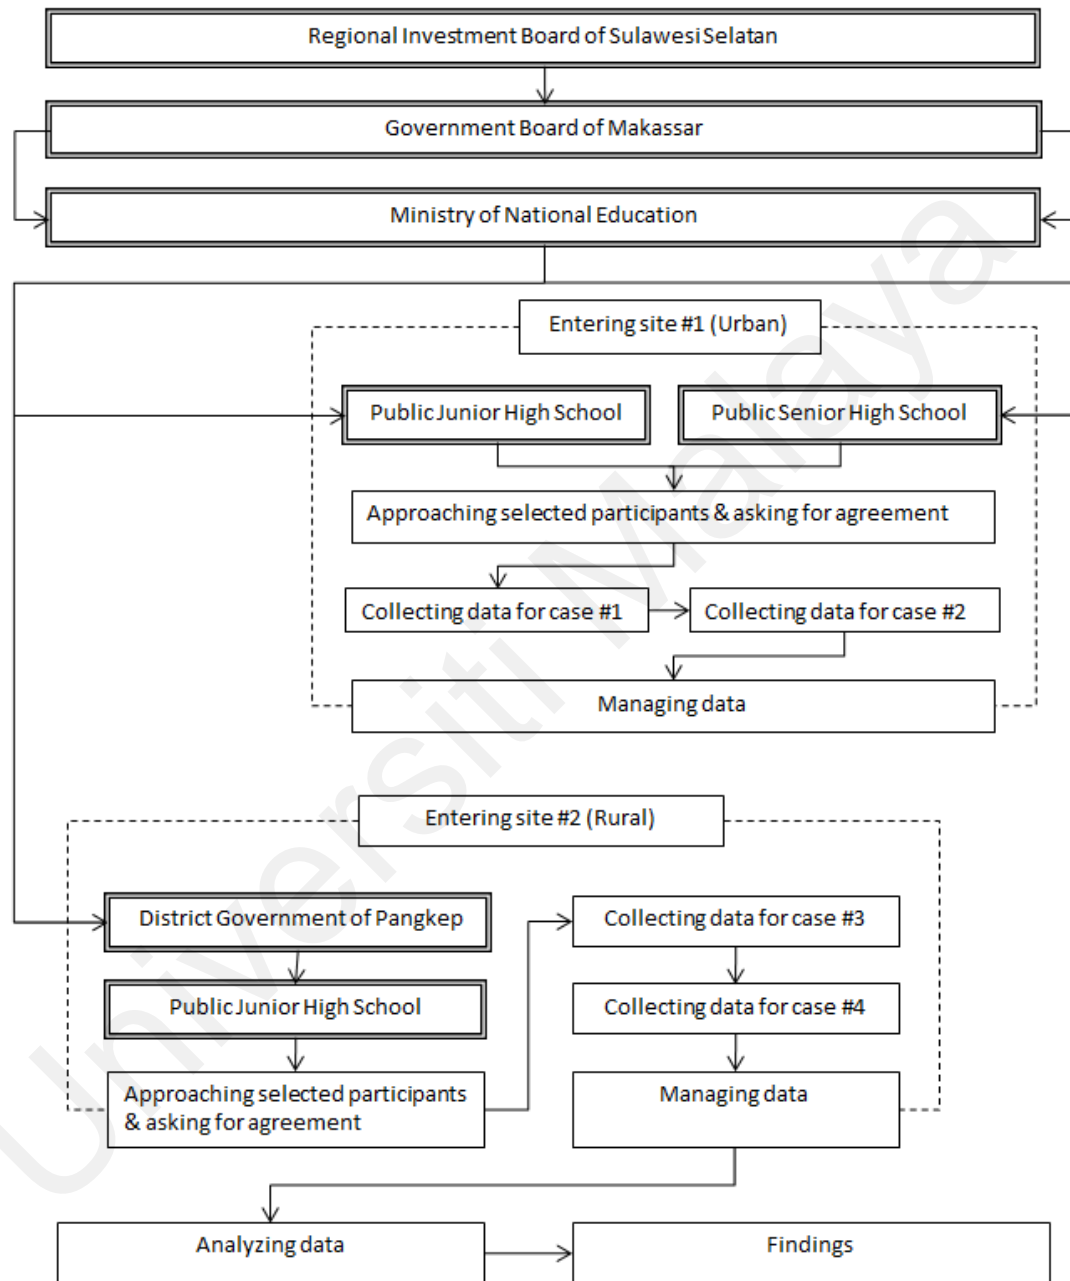 Regional Investment Board of Sulawesi Selatan
Government Board of Makassar
Ministry of National Education
Entering site #1 (Urban)
Public Junior High School
Public Senior High School
Approaching selected participants & asking for agreement
Collecting data for case #1
Collecting data for case #2
Managing data
Entering site #2 (Rural)
District Government of Pangkep
Public Junior High School
Approaching selected participants
& asking for agreement
Collecting data for case #3
Collecting data for case #4
Managing data
Analyzing data
Findings
Universiti Malaya